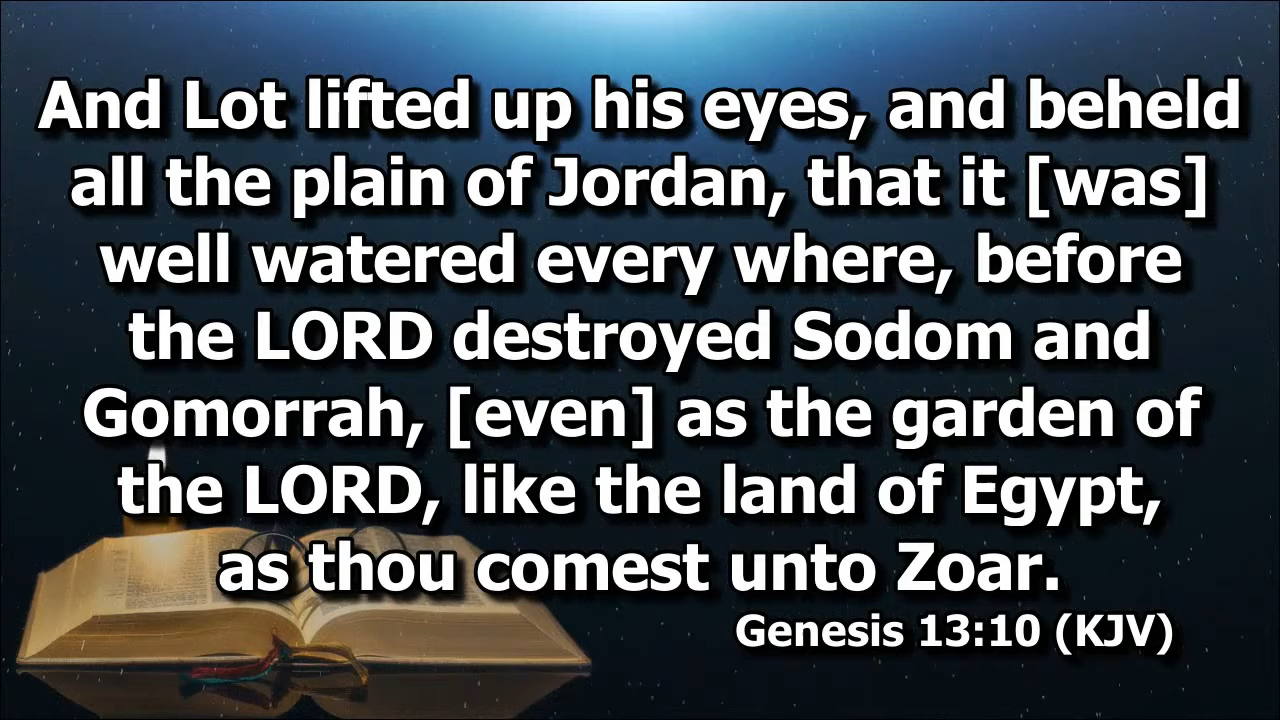 And Lot lifted up his eyes, and beheld
all the plain of Jordan, that it [was]
well watered every where, before
the LORD destroyed Sodom and
Gomorrah, [even] as the garden of
the LORD, like the land of Egypt,
as thou comest unto Zoar.
Genesis 13:10 (KJV)